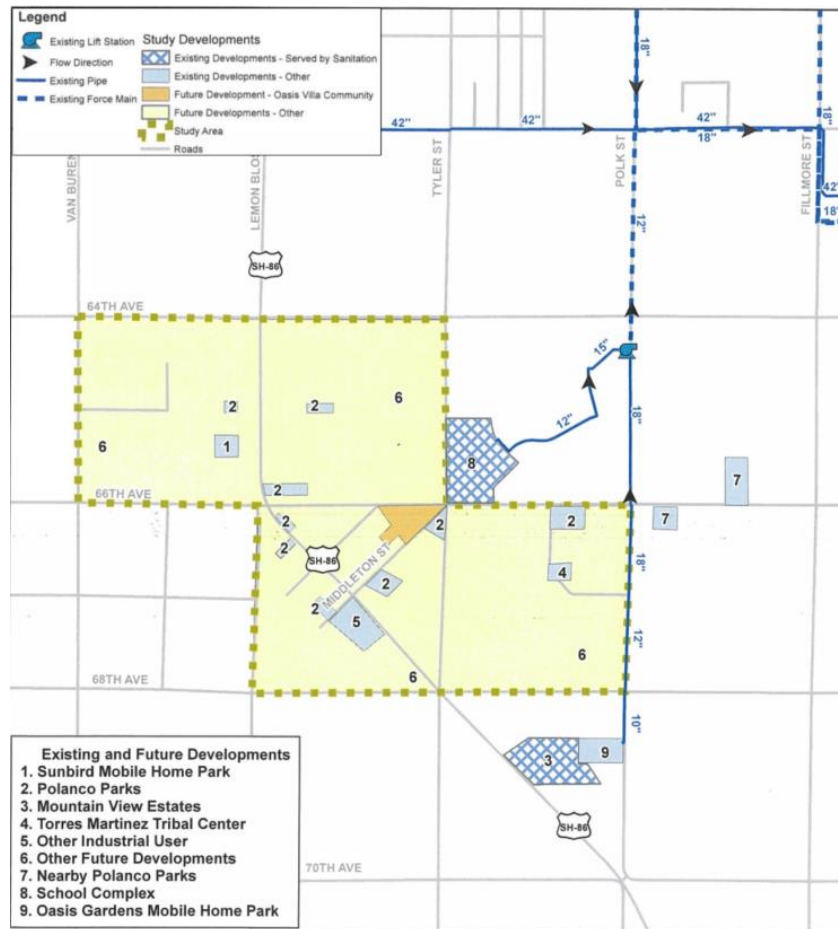 Legend
Existing Lift Station
Flow Direction
Existing Pipe
Existing Force Main
Study Developments
Existing Developments - Served by Sanitation
Existing Developments - Other
Future Development - Oasis Villa Community
Future Developments - Other
Study Area
Roads
18"
18"
42"
42"
42"
18"
42"
18"
VAN BUREN
LEMON BLOS
TYLER ST
POLK ST
FILLMORE ST
12"
SH-86
64TH AVE
15"
2
2
6
12"
18"
6
1
8
7
2
66TH AVE
2
2
2
7
2
SH-86
MIDDLETON ST
4
18"
2
2
5
12"
6
68TH AVE
6
10"
3
9
SH-86
70TH AVE
Existing and Future Developments
1. Sunbird Mobile Home Park
2. Polanco Parks
3. Mountain View Estates
4. Torres Martinez Tribal Center
5. Other Industrial User
6. Other Future Developments
7. Nearby Polanco Parks
8. School Complex
9. Oasis Gardens Mobile Home Park